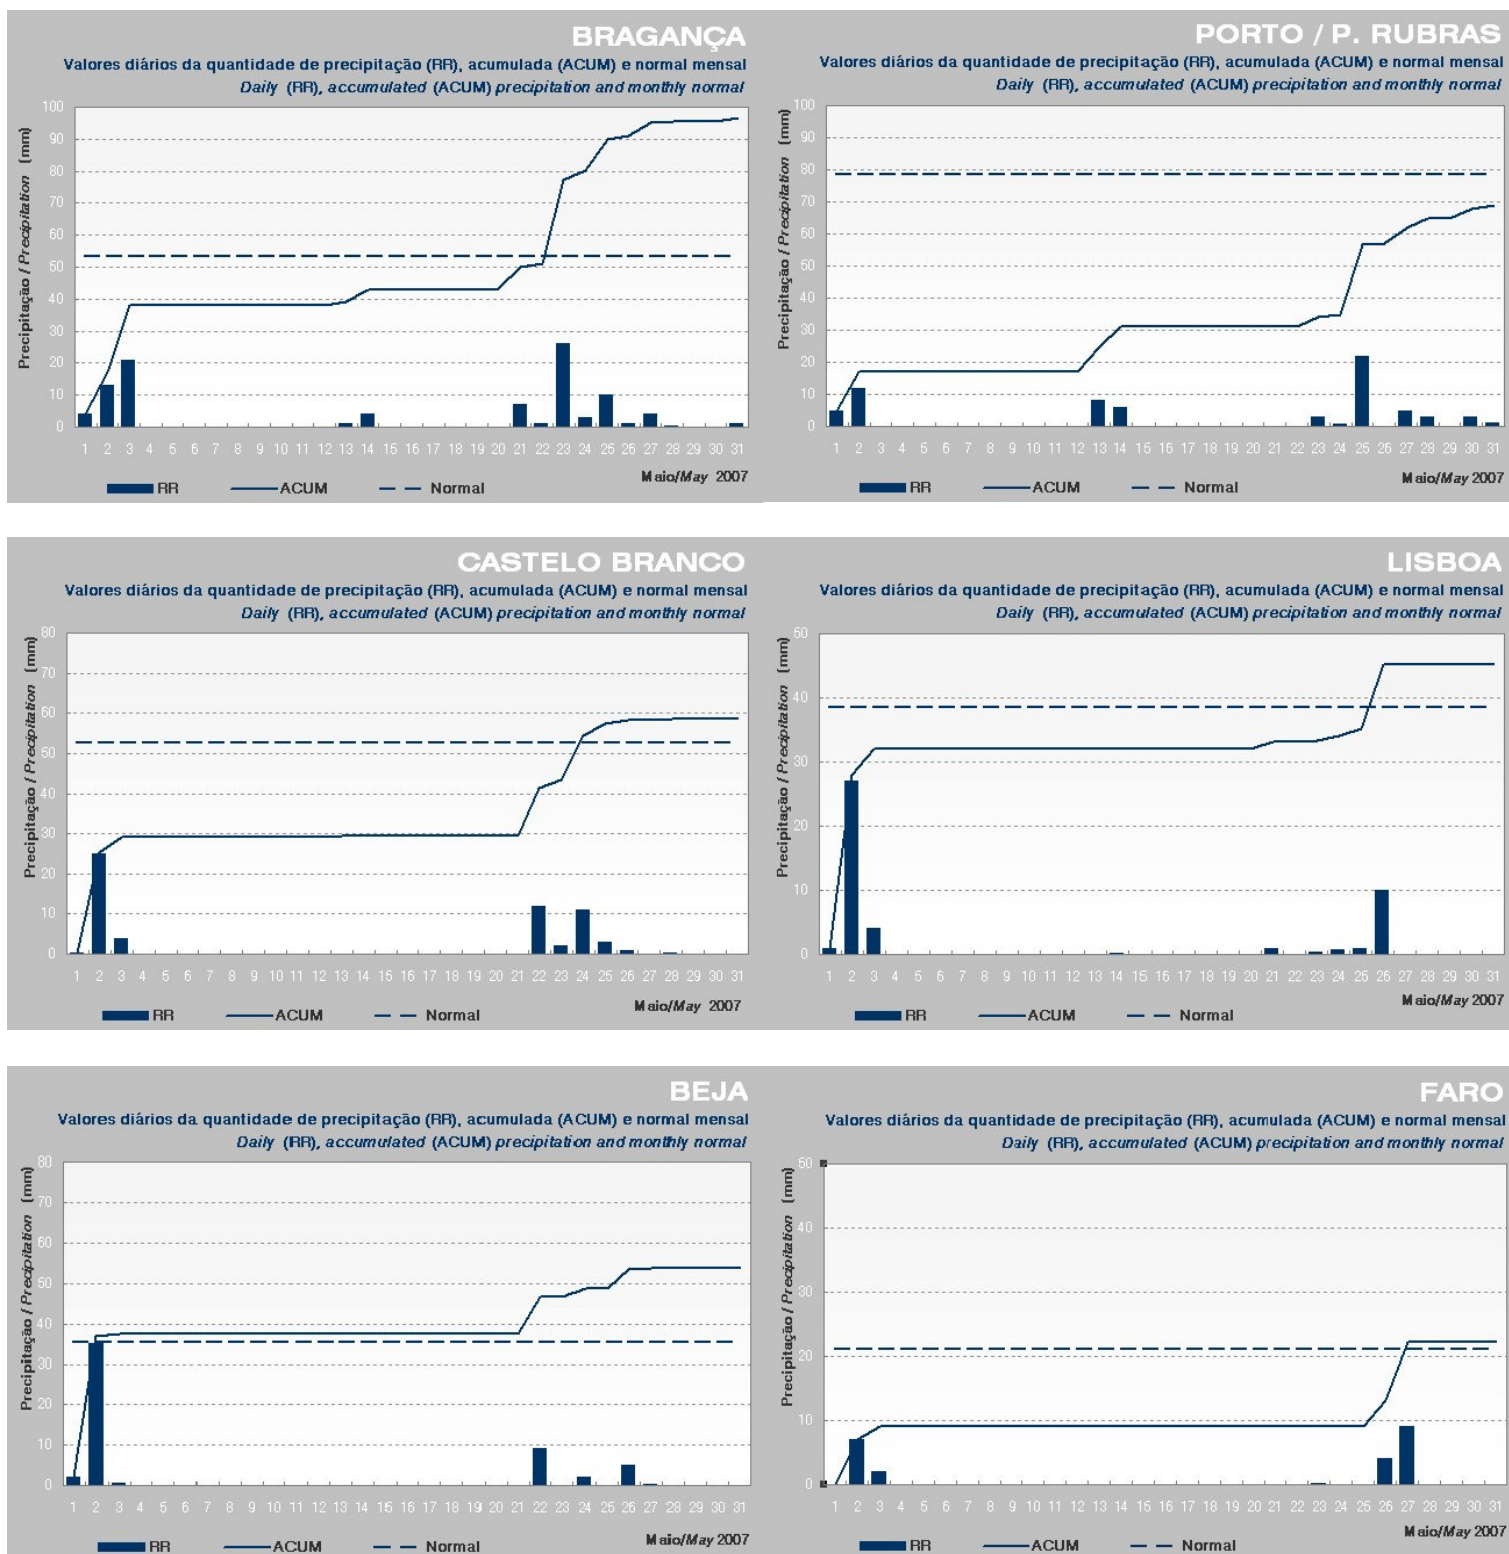 BRAGANÇA
Valores diários da quantidade de precipitação (RR), acumulada (ACUM) e normal mensal
Daily (RR), accumulated (ACUM) precipitation and monthly normal
Precipitação / Precipitation (mm)
100
90
80
70
60
50
40
30
20
10
0
1 2 3 4 5 6 7 8 9 10 11 12 13 14 15 16 17 18 19 20 21 22 23 24 25 26 27 28 29 30 31
Maio/May 2007
RR ACUM Normal
PORTO / P. RUBRAS
Valores diários da quantidade de precipitação (RR), acumulada (ACUM) e normal mensal
Daily (RR), accumulated (ACUM) precipitation and monthly normal
Precipitação / Precipitation (mm)
100
90
80
70
60
50
40
30
20
10
0
1 2 3 4 5 6 7 8 9 10 11 12 13 14 15 16 17 18 19 20 21 22 23 24 25 26 27 28 29 30 31
Maio/May 2007
RR ACUM Normal
CASTELO BRANCO
Valores diários da quantidade de precipitação (RR), acumulada (ACUM) e normal mensal
Daily (RR), accumulated (ACUM) precipitation and monthly normal
Precipitação / Precipitation (mm)
80
70
60
50
40
30
20
10
0
1 2 3 4 5 6 7 8 9 10 11 12 13 14 15 16 17 18 19 20 21 22 23 24 25 26 27 28 29 30 31
Maio/May 2007
RR ACUM Normal
LISBOA
Valores diários da quantidade de precipitação (RR), acumulada (ACUM) e normal mensal
Daily (RR), accumulated (ACUM) precipitation and monthly normal
Precipitação / Precipitation (mm)
50
40
30
20
10
0
1 2 3 4 5 6 7 8 9 10 11 12 13 14 15 16 17 18 19 20 21 22 23 24 25 26 27 28 29 30 31
Maio/May 2007
RR ACUM Normal
BEJA
Valores diários da quantidade de precipitação (RR), acumulada (ACUM) e normal mensal
Daily (RR), accumulated (ACUM) precipitation and monthly normal
Precipitação / Precipitation (mm)
80
70
60
50
40
30
20
10
0
1 2 3 4 5 6 7 8 9 10 11 12 13 14 15 16 17 18 19 20 21 22 23 24 25 26 27 28 29 30 31
Maio/May 2007
RR ACUM Normal
FARO
Valores diários da quantidade de precipitação (RR), acumulada (ACUM) e normal mensal
Daily (RR), accumulated (ACUM) precipitation and monthly normal
Precipitação / Precipitation (mm)
50
40
30
20
10
0
1 2 3 4 5 6 7 8 9 10 11 12 13 14 15 16 17 18 19 20 21 22 23 24 25 26 27 28 29 30 31
Maio/May 2007
RR ACUM Normal